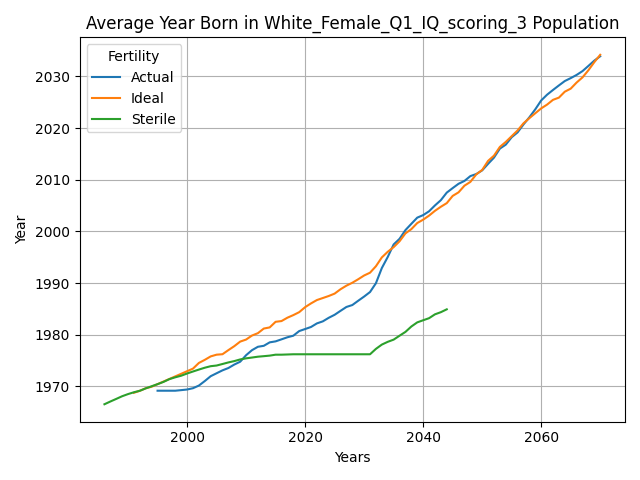 Average Year Born in White_Female_Q1_IQ_scoring_3 Population
Fertility
Actual
Ideal
Sterile
Year
2030
2020
2010
2000
1990
1980
1970
2000
2020
2040
2060
Years